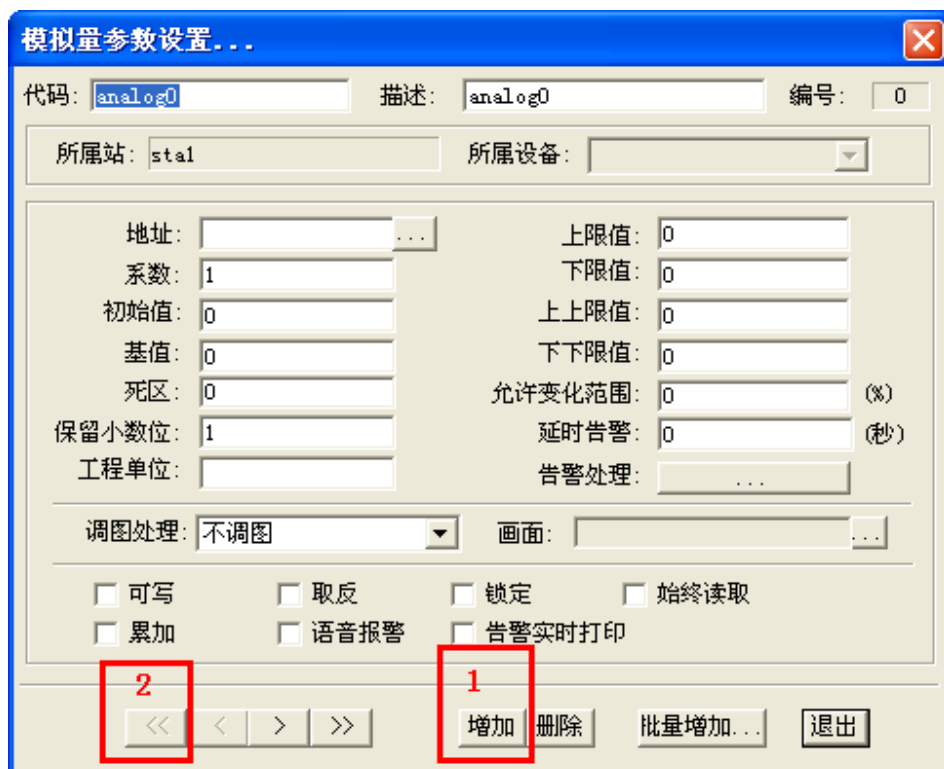 模拟量参数设置...
代码: analog0 描述: analog0 编号: 0
所属站: sta1 所属设备:
地址: ... 上限值: 0
系数: 1 下限值: 0
初始值: 0 上上限值: 0
基值: 0 下下限值: 0
死区: 0 允许变化范围: 0 (%)
保留小数位: 1 延时告警: 0 (秒)
工程单位: 告警处理: ...
调图处理: 不调图 画面: ...
可写 取反 锁定 始终读取
累加 语音报警 告警实时打印
2 1
<< < > >> 增加 删除 批量增加... 退出